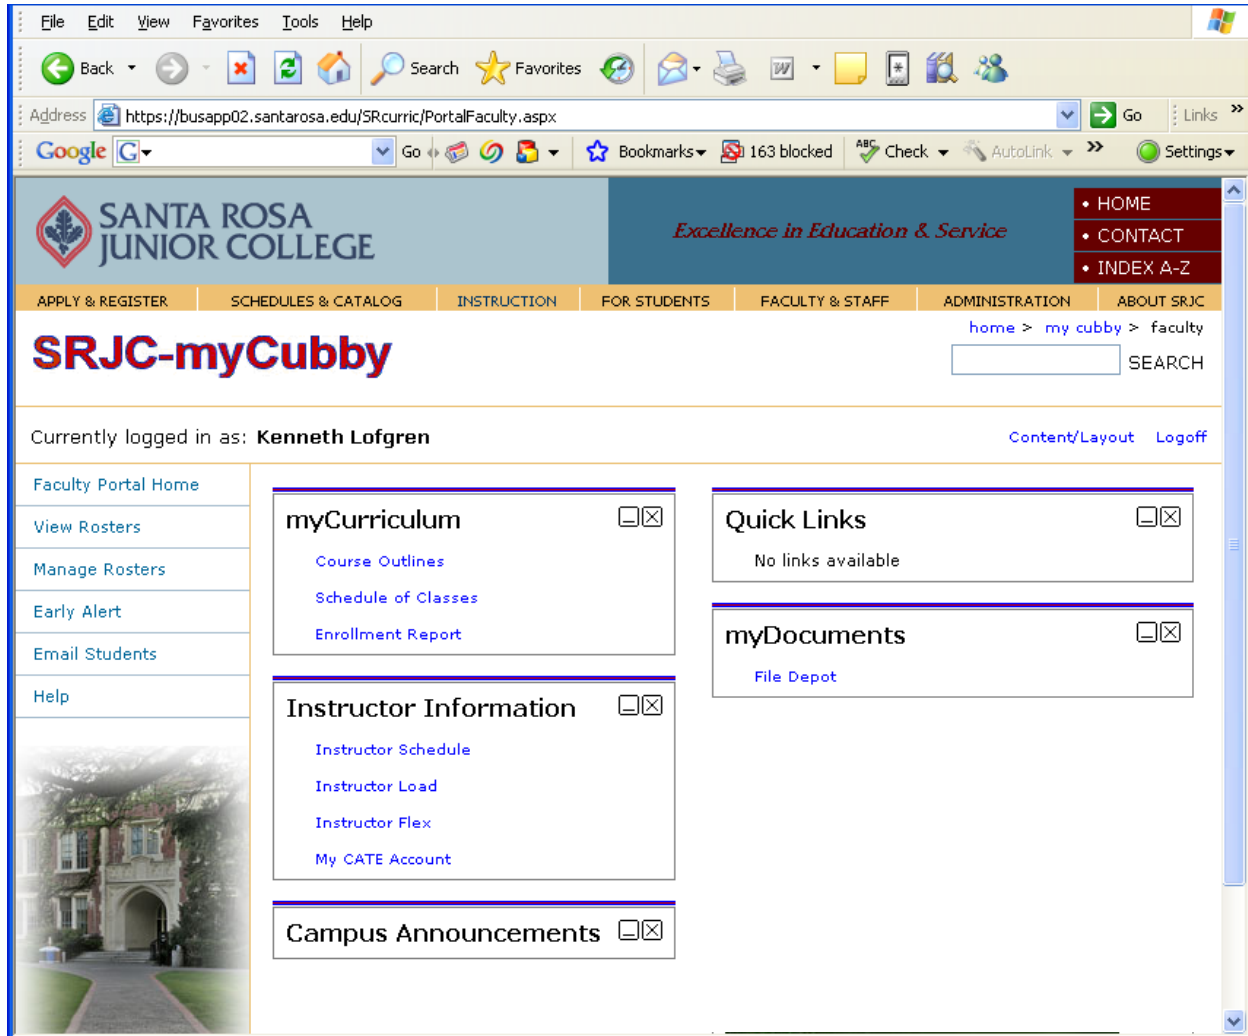 File Edit View Favorites Tools Help
Back Search Favorites
Address https://busapp02.santarosa.edu/SRcurric/PortalFaculty.aspx Go Links »
Google G Go Bookmarks 163 blocked ABC Check AutoLink » Settings
SANTA ROSA
JUNIOR COLLEGE
Excellence in Education & Service
• HOME
• CONTACT
• INDEX A-Z
APPLY & REGISTER SCHEDULES & CATALOG INSTRUCTION FOR STUDENTS FACULTY & STAFF ADMINISTRATION ABOUT SRJC
home > my cubby > faculty
SRJC-myCubby
SEARCH
Currently logged in as: Kenneth Lofgren
Content/Layout Logoff
Faculty Portal Home
View Rosters
Manage Rosters
Early Alert
Email Students
Help
myCurriculum
Course Outlines
Schedule of Classes
Enrollment Report
Instructor Information
Instructor Schedule
Instructor Load
Instructor Flex
My CATE Account
Campus Announcements
Quick Links
No links available
myDocuments
File Depot